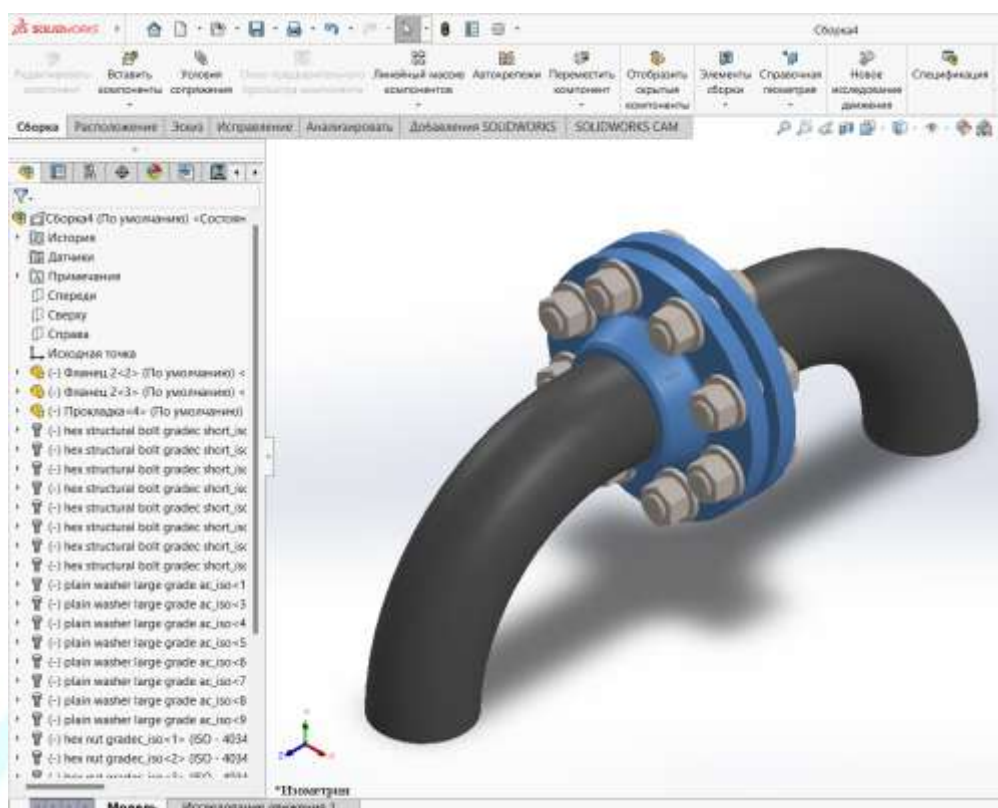 SOLIDWORKS
Сборка4
Вставить компоненты
Условия сопряжения
Линейный массив компонентов
Автокрепежи
Переместить компонент
Отобразить скрытые компоненты
Элементы сборки
Справочная геометрия
Новое исследование движения
Спецификация
Сборка Расположение Эскиз Исправление Анализировать Добавления SOLIDWORKS SOLIDWORKS CAM
Сборка4 (По умолчанию) <Состоян
История
Датчики
Примечания
Спереди
Сверху
Справа
Исходная точка
(-) Фланец 2<2> (По умолчанию) <
(-) Фланец 2<3> (По умолчанию) <
(-) Прокладка<4> (По умолчанию)
(-) hex structural bolt gradec short_isc
(-) hex structural bolt gradec short_isc
(-) hex structural bolt gradec short_isc
(-) hex structural bolt gradec short_isc
(-) hex structural bolt gradec short_isc
(-) hex structural bolt gradec short_isc
(-) hex structural bolt gradec short_isc
(-) hex structural bolt gradec short_isc
(-) plain washer large grade ac_iso<1
(-) plain washer large grade ac_iso<3
(-) plain washer large grade ac_iso<4
(-) plain washer large grade ac_iso<5
(-) plain washer large grade ac_iso<6
(-) plain washer large grade ac_iso<7
(-) plain washer large grade ac_iso<8
(-) plain washer large grade ac_iso<9
(-) hex nut gradec_iso<1> (ISO - 4034
(-) hex nut gradec_iso<2> (ISO - 4034
*Изометрия
Модель Исследование движения 1